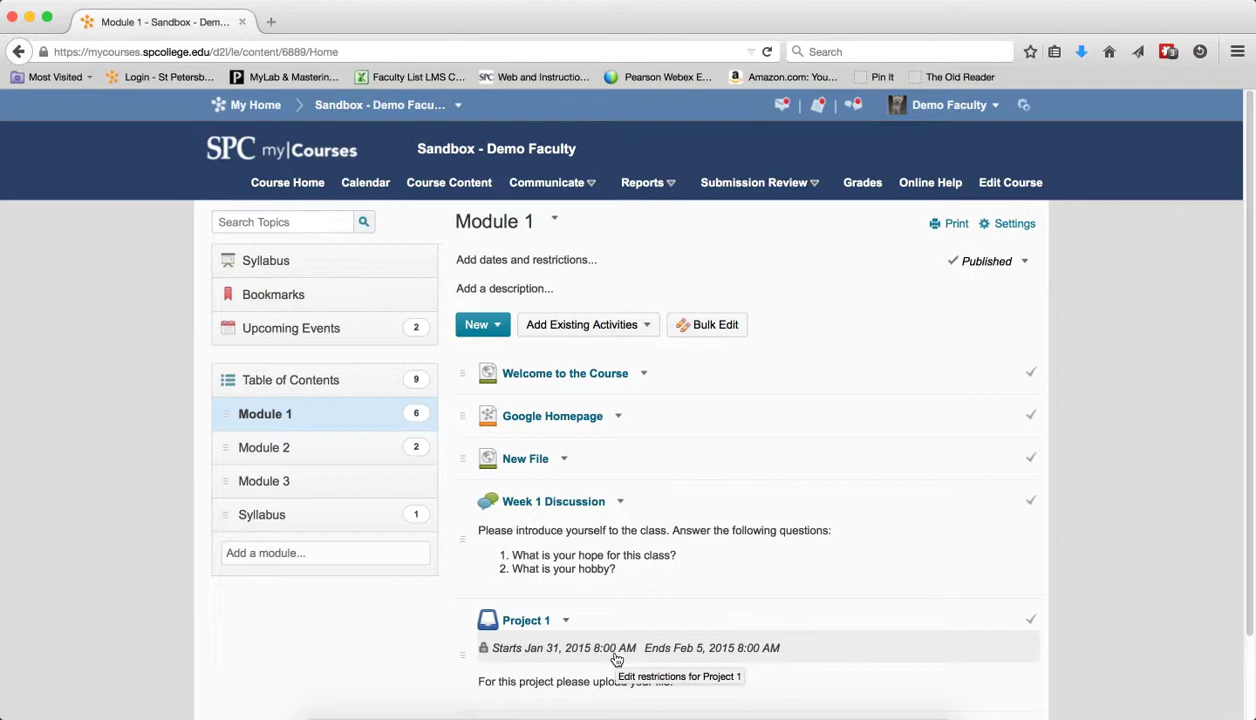 Module 1 - Sandbox - Dem...
https://mycourses.spcollege.edu/d2l/le/content/6889/Home
Search
3
Most Visited
Login - St Petersb...
MyLab & Mastering...
Faculty List LMS C...
SPC Web and Instructio...
Pearson Webex E...
Amazon.com: You...
Pin It
The Old Reader
My Home
Sandbox - Demo Facu...
Demo Faculty
SPC my|Courses
Sandbox - Demo Faculty
Course Home
Calendar
Course Content
Communicate
Reports
Submission Review
Grades
Online Help
Edit Course
Search Topics
Syllabus
Bookmarks
Upcoming Events 2
Table of Contents 9
Module 1 6
Module 2 2
Module 3
Syllabus 1
Add a module...
Module 1
Print
Settings
Add dates and restrictions...
Published
Add a description...
New
Add Existing Activities
Bulk Edit
Welcome to the Course
Google Homepage
New File
Week 1 Discussion
Please introduce yourself to the class. Answer the following questions:
1. What is your hope for this class?
2. What is your hobby?
Project 1
Starts Jan 31, 2015 8:00 AM Ends Feb 5, 2015 8:00 AM
Edit restrictions for Project 1
For this project please upload your file.